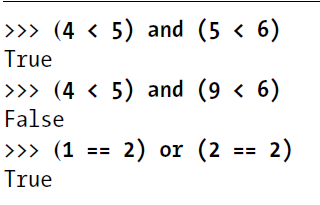 >>> (4 < 5) and (5 < 6)
True
>>> (4 < 5) and (9 < 6)
False
>>> (1 == 2) or (2 == 2)
True